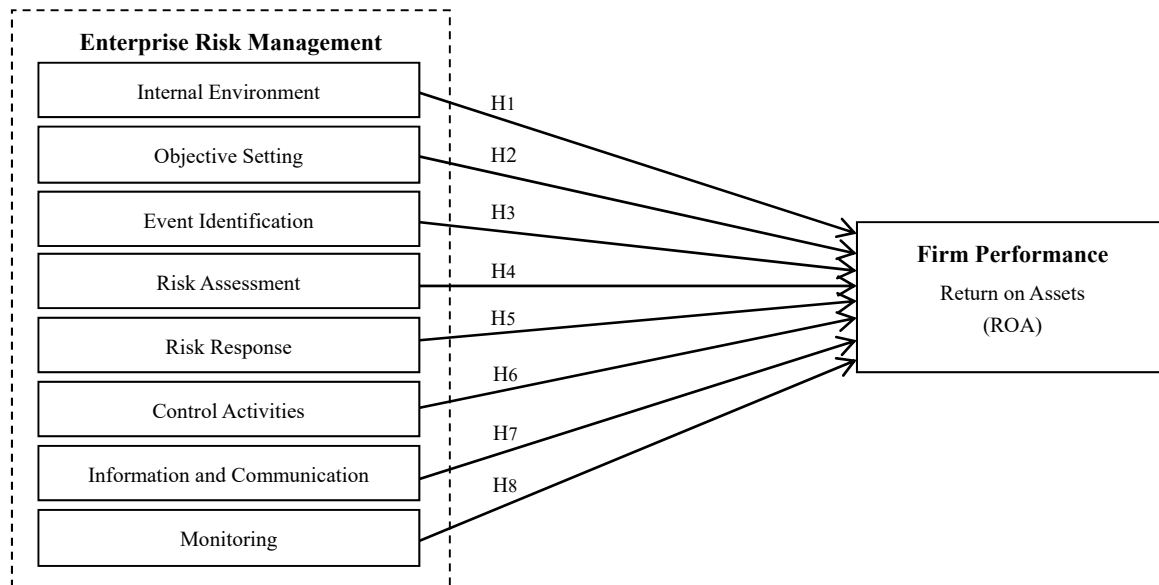 Enterprise Risk Management
Internal Environment
Objective Setting
Event Identification
Risk Assessment
Risk Response
Control Activities
Information and Communication
Monitoring
H1
H2
H3
H4
H5
H6
H7
H8
Firm Performance
Return on Assets
(ROA)